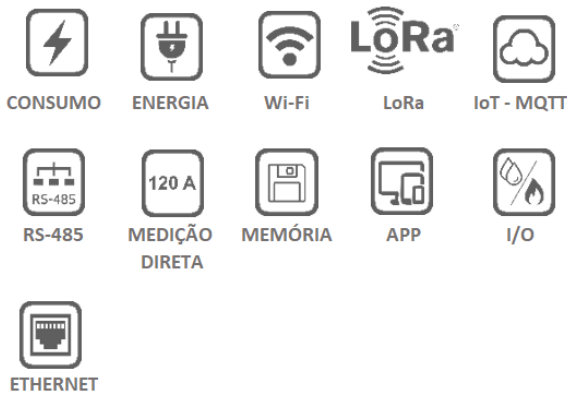 LoRa
CONSUMO ENERGIA Wi-Fi LoRa IoT - MQTT
RS-485 120 A
RS-485 MEDIÇÃO DIRETA MEMÓRIA APP I/O
ETHERNET